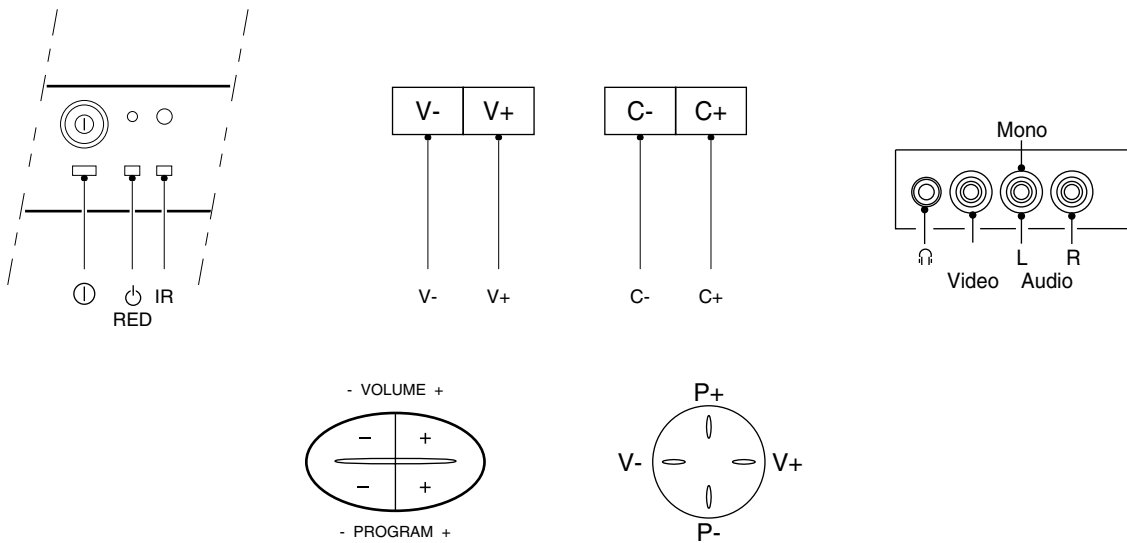 V- V+
C- C+
Mono
L R
Video Audio
IR
RED
V- V+
C- C+
- VOLUME +
- +
- +
- PROGRAM +
P+
V- V+
P-